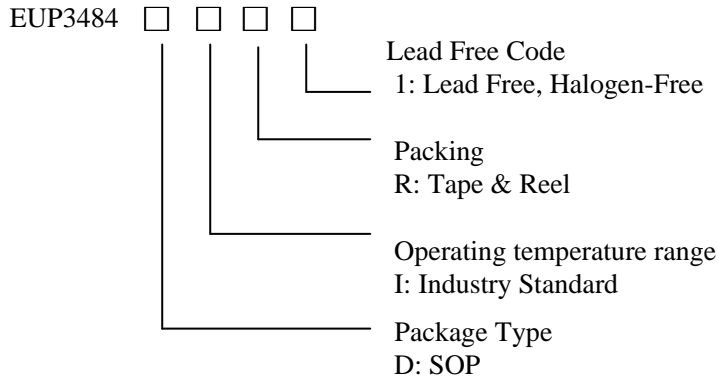 EUP3484
Lead Free Code
1: Lead Free, Halogen-Free
Packing
R: Tape & Reel
Operating temperature range
I: Industry Standard
Package Type
D: SOP